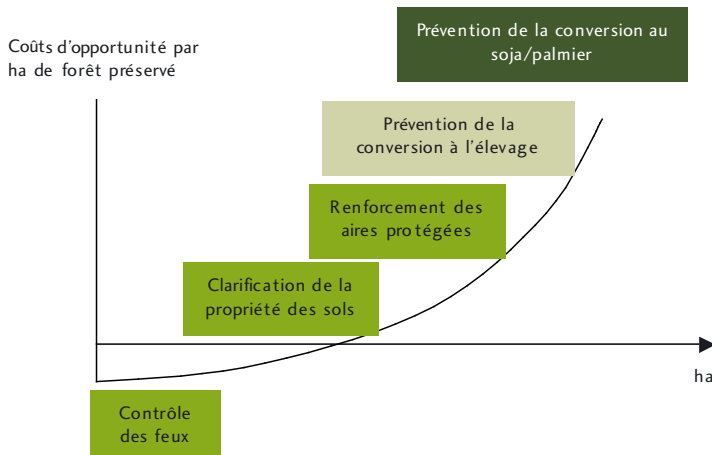 Coûts d'opportunité par
ha de forêt préservé
Prévention de la conversion au
soja/palmier
Prévention de la
conversion à l'élevage
Renforcement des
aires protégées
Clarification de la
propriété des sols
ha
Contrôle
des feux